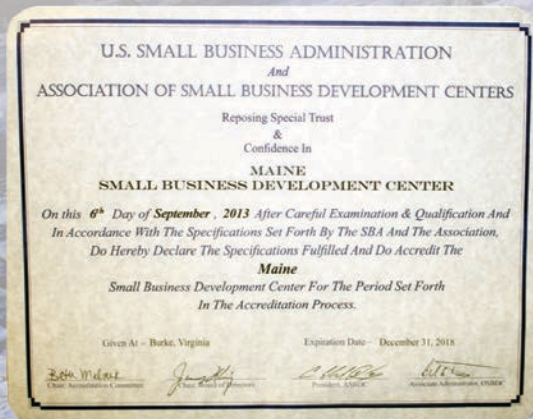 U.S. SMALL BUSINESS ADMINISTRATION
And
ASSOCIATION OF SMALL BUSINESS DEVELOPMENT CENTERS
Reposing Special Trust
&
Confidence In
MAINE
SMALL BUSINESS DEVELOPMENT CENTER
On this 6th Day of September , 2013 After Careful Examination & Qualification And
In Accordance With The Specifications Set Forth By The SBA And The Association,
Do Hereby Declare The Specifications Fulfilled And Do Accredit The
Maine
Small Business Development Center For The Period Set Forth
In The Accreditation Process.
Given At – Burke, Virginia Expiration Date – December 31, 2018
Chair, Accreditation Committee Chair, Board of Directors President, ASBDC Associate Administrator, OSBDC